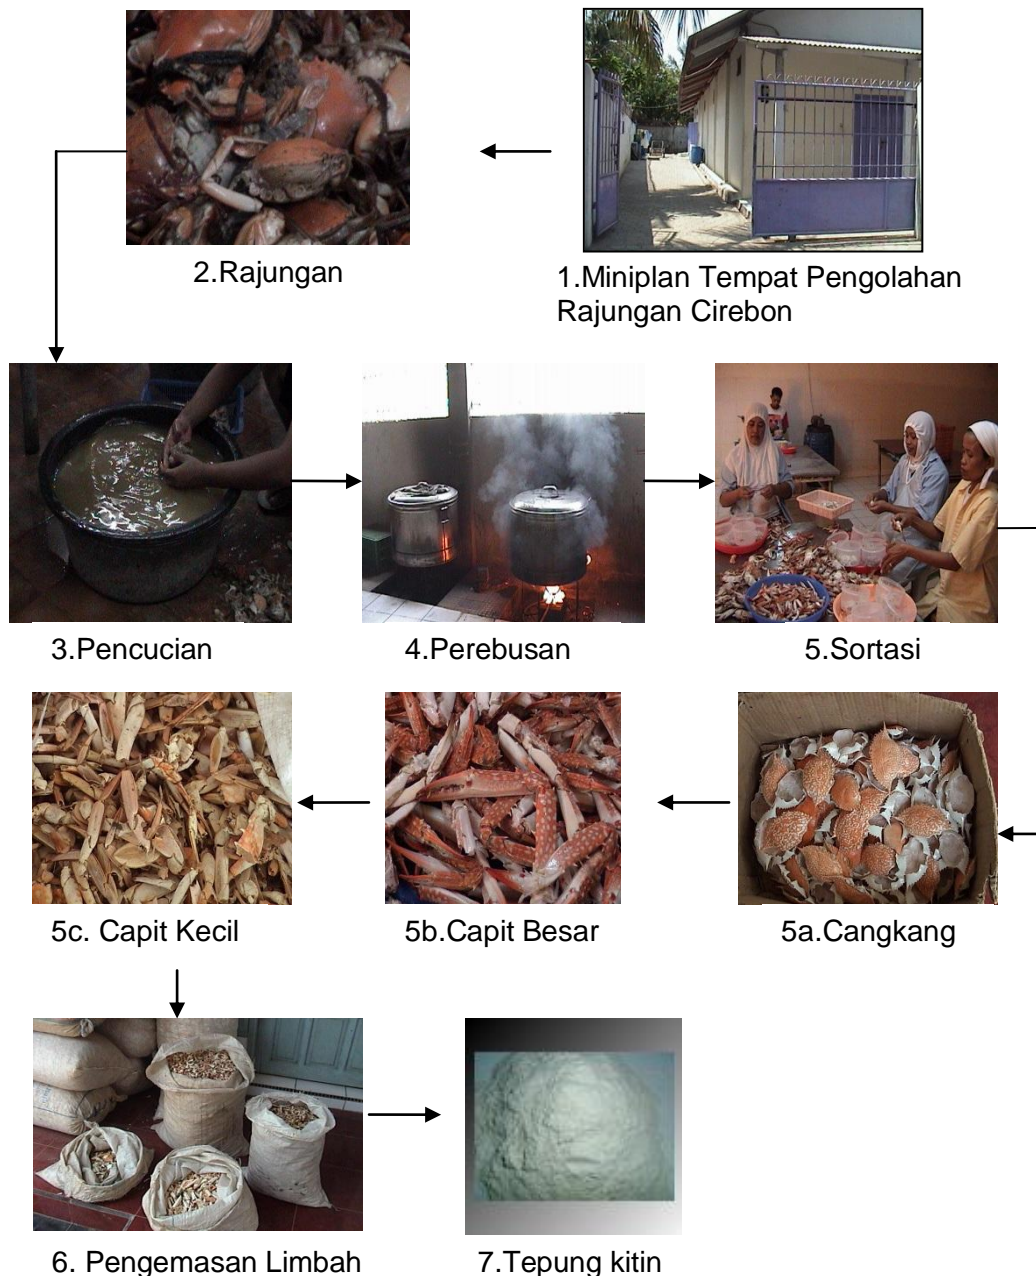 1.Miniplan Tempat Pengolahan
Rajungan Cirebon
2.Rajungan
3.Pencucian
4.Perebusan
5.Sortasi
5a.Cangkang
5b.Capit Besar
5c. Capit Kecil
6. Pengemasan Limbah
7.Tepung kitin